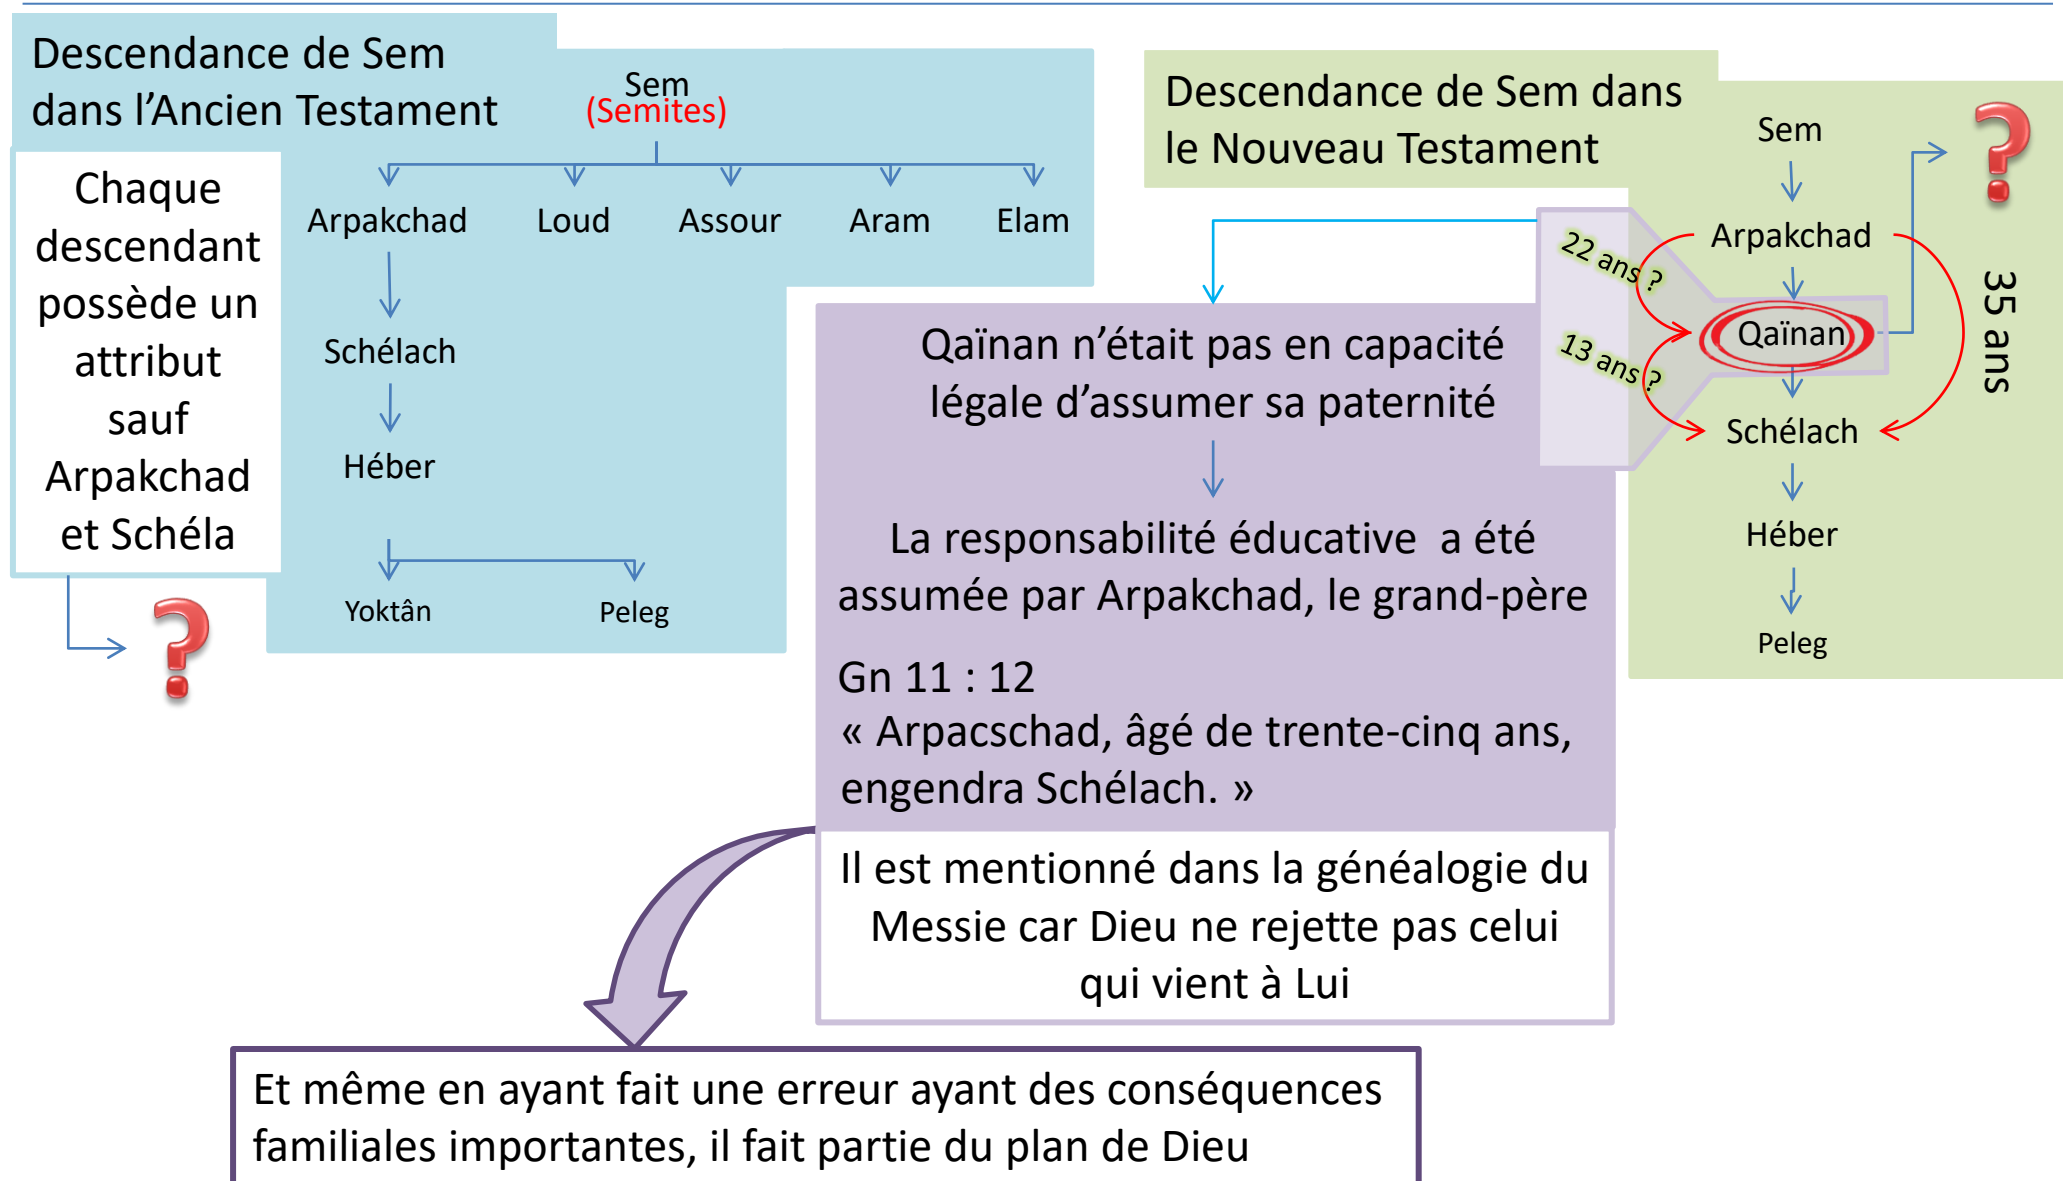 Descendance de Sem
dans l’Ancien Testament
Sem
(Semites)
Chaque
descendant
possède un
attribut
sauf
Arpakchad
et Schéla
?
Arpakchad
Loud
Assour
Aram
Elam
Schélach
Héber
Yoktân
Peleg
Descendance de Sem dans
le Nouveau Testament
Sem
?
Arpakchad
22 ans ?
Qaïnan
13 ans ?
35 ans
Schélach
Héber
Peleg
Qaïnan n’était pas en capacité
légale d’assumer sa paternité
La responsabilité éducative  a été
assumée par Arpakchad, le grand-père
Gn 11 : 12
« Arpacschad, âgé de trente-cinq ans,
engendra Schélach. »
Il est mentionné dans la généalogie du
Messie car Dieu ne rejette pas celui
qui vient à Lui
Et même en ayant fait une erreur ayant des conséquences
familiales importantes, il fait partie du plan de Dieu